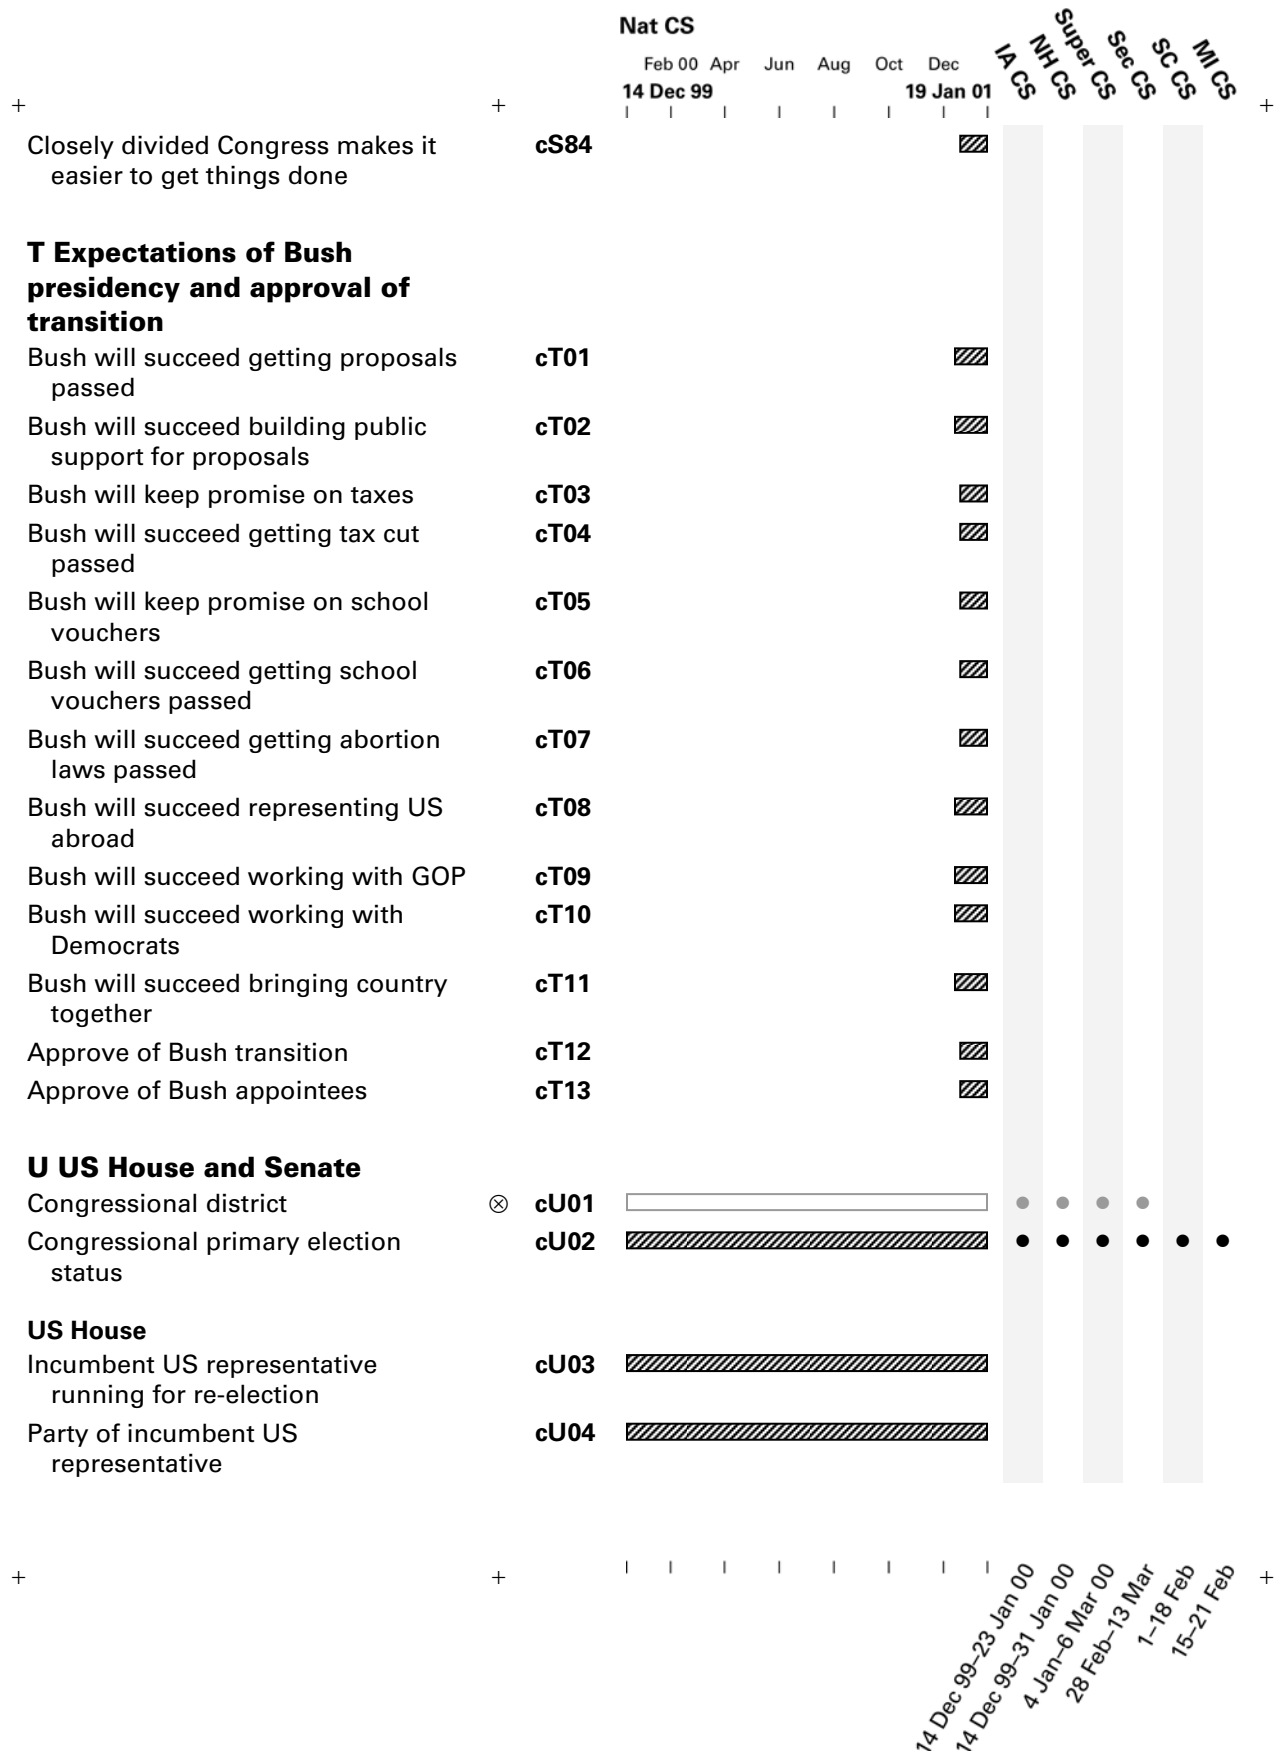 Nat CS
Feb 00 Apr Jun Aug Oct Dec
14 Dec 99 19 Jan 01
IA CS NH CS Super CS Sec CS SC CS MI CS
Closely divided Congress makes it cS84
easier to get things done
T Expectations of Bush
presidency and approval of
transition
Bush will succeed getting proposals cT01
passed
Bush will succeed building public cT02
support for proposals
Bush will keep promise on taxes cT03
Bush will succeed getting tax cut cT04
passed
Bush will keep promise on school cT05
vouchers
Bush will succeed getting school cT06
vouchers passed
Bush will succeed getting abortion cT07
laws passed
Bush will succeed representing US cT08
abroad
Bush will succeed working with GOP cT09
Bush will succeed working with cT10
Democrats
Bush will succeed bringing country cT11
together
Approve of Bush transition cT12
Approve of Bush appointees cT13
U US House and Senate
Congressional district ⊗ cU01
Congressional primary election cU02
status
US House
Incumbent US representative cU03
running for re-election
Party of incumbent US cU04
representative
14 Dec 99–23 Jan 00
14 Dec 99–31 Jan 00
4 Jan–6 Mar 00
28 Feb–13 Mar
1–18 Feb
15–21 Feb